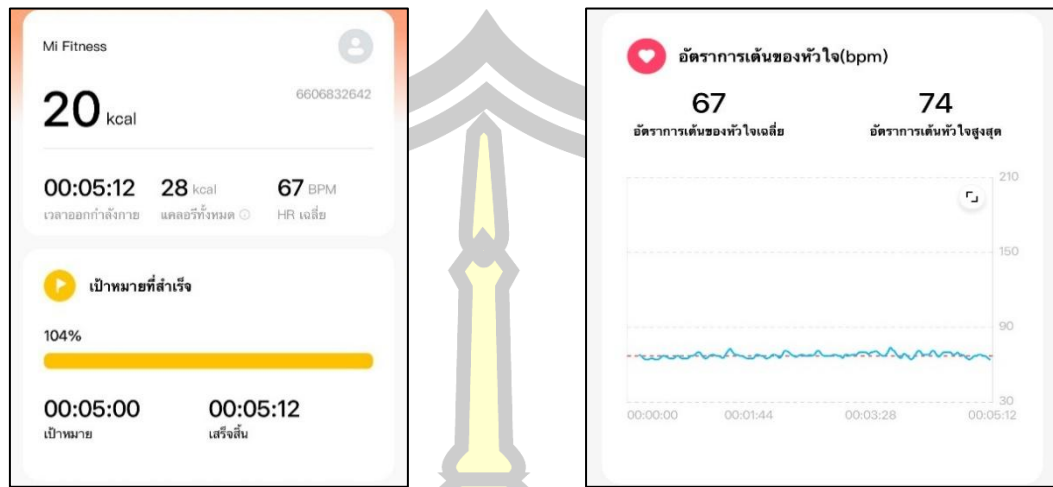 Mi Fitness
20 kcal
6606832642
00:05:12 28 kcal 67 BPM
เวลาออกกำลังกาย แคลอรีทั้งหมด HR เฉลี่ย
เป้าหมายที่สำเร็จ
104%
00:05:00 00:05:12
เป้าหมาย เสร็จสิ้น
อัตราการเต้นของหัวใจ(bpm)
67 74
อัตราการเต้นของหัวใจเฉลี่ย อัตราการเต้นหัวใจสูงสุด
210
150
90
30
00:00:00 00:01:44 00:03:28 00:05:12